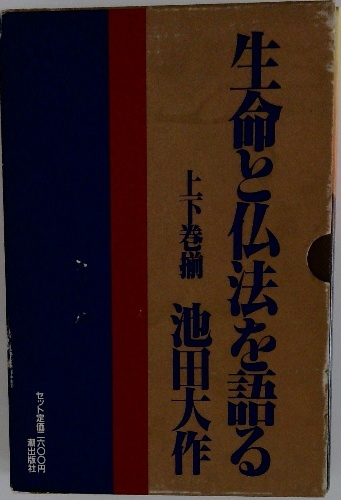 生命と仏法を語る
上下巻揃
池田大作
セット定価二六〇〇円
潮出版社